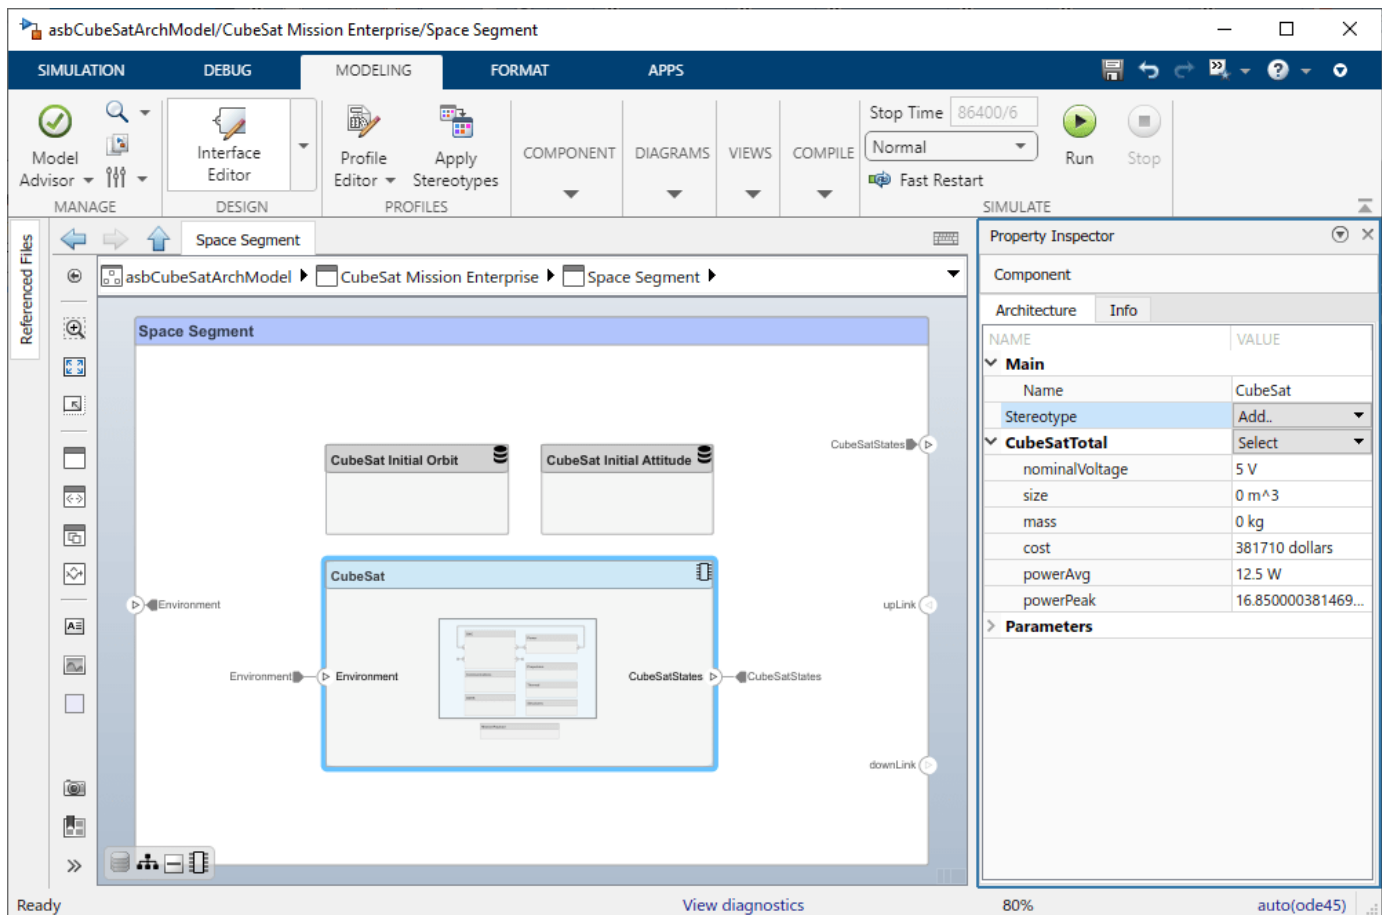 asbCubeSatArchModel/CubeSat Mission Enterprise/Space Segment
SIMULATION DEBUG MODELING FORMAT APPS
Model Advisor
Interface Editor
Profile Editor
Apply Stereotypes
COMPONENT
DIAGRAMS
VIEWS
COMPILE
Stop Time 86400/6
Normal
Fast Restart
Run
Stop
MANAGE DESIGN PROFILES SIMULATE
Referenced Files
Space Segment
asbCubeSatArchModel CubeSat Mission Enterprise Space Segment
Space Segment
CubeSat Initial Orbit
CubeSat Initial Attitude
CubeSatStates
CubeSat
Environment
upLink
Environment
Environment
CubeSatStates
CubeSatStates
downLink
Property Inspector
Component
Architecture Info
NAME VALUE
Main
Name CubeSat
Stereotype Add..
CubeSatTotal Select
nominalVoltage 5 V
size 0 m^3
mass 0 kg
cost 381710 dollars
powerAvg 12.5 W
powerPeak 16.850000381469...
Parameters
Ready View diagnostics 80% auto(ode45)